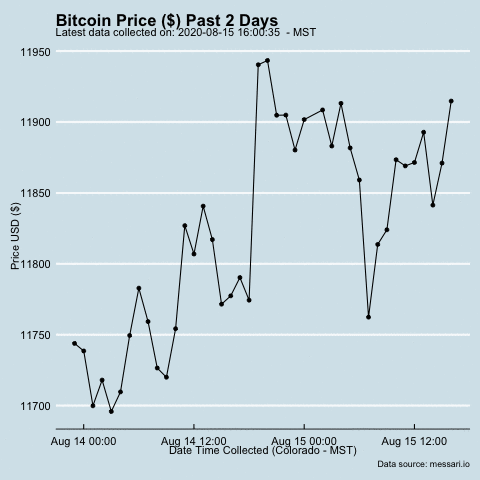 Bitcoin Price ($) Past 2 Days
Latest data collected on: 2020-08-15 16:00:35  - MST
11950
11900
11850
11800
11750
11700
Price USD ($)
Aug 14 00:00 Aug 14 12:00 Aug 15 00:00 Aug 15 12:00
Date Time Collected (Colorado - MST)
Data source: messari.io